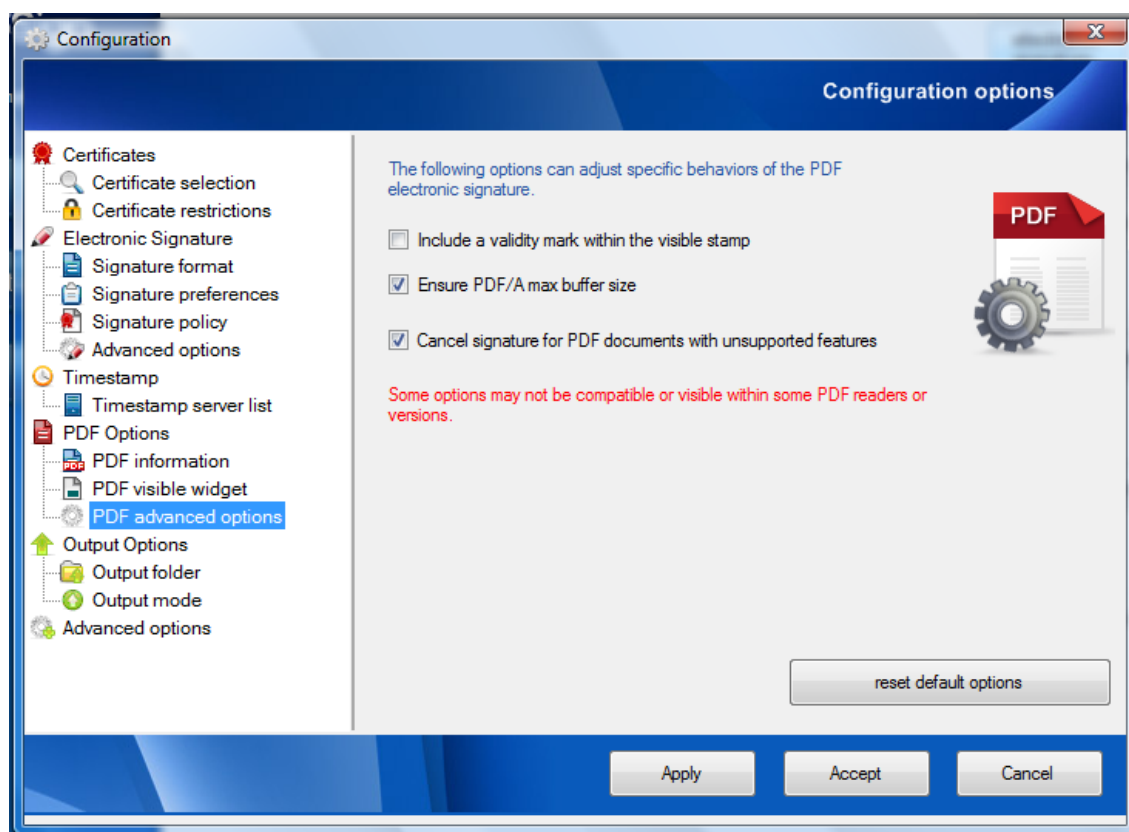 Configuration
X
Configuration options
Certificates
Certificate selection
Certificate restrictions
Electronic Signature
Signature format
Signature preferences
Signature policy
Advanced options
Timestamp
Timestamp server list
PDF Options
PDF information
PDF visible widget
PDF advanced options
Output Options
Output folder
Output mode
Advanced options
The following options can adjust specific behaviors of the PDF
electronic signature.
PDF
Include a validity mark within the visible stamp
Ensure PDF/A max buffer size
Cancel signature for PDF documents with unsupported features
Some options may not be compatible or visible within some PDF readers or
versions.
reset default options
Apply
Accept
Cancel